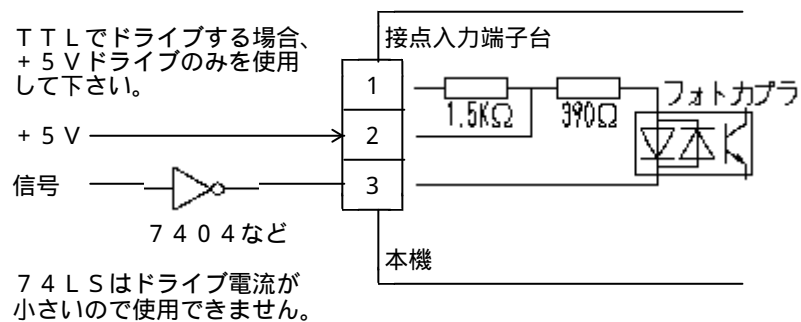 TTLでドライブする場合、
+5Vドライブのみを使用
して下さい。
接点入力端子台
1
1.5KΩ
390Ω
フォトカプラ
+5V
2
信号
3
7404など
本機
74LSはドライブ電流が
小さいので使用できません。